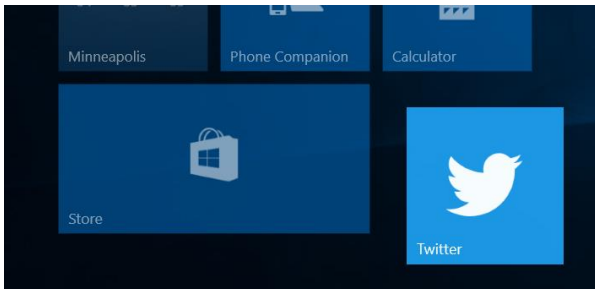 Minneapolis
Phone Companion
Calculator
Store
Twitter